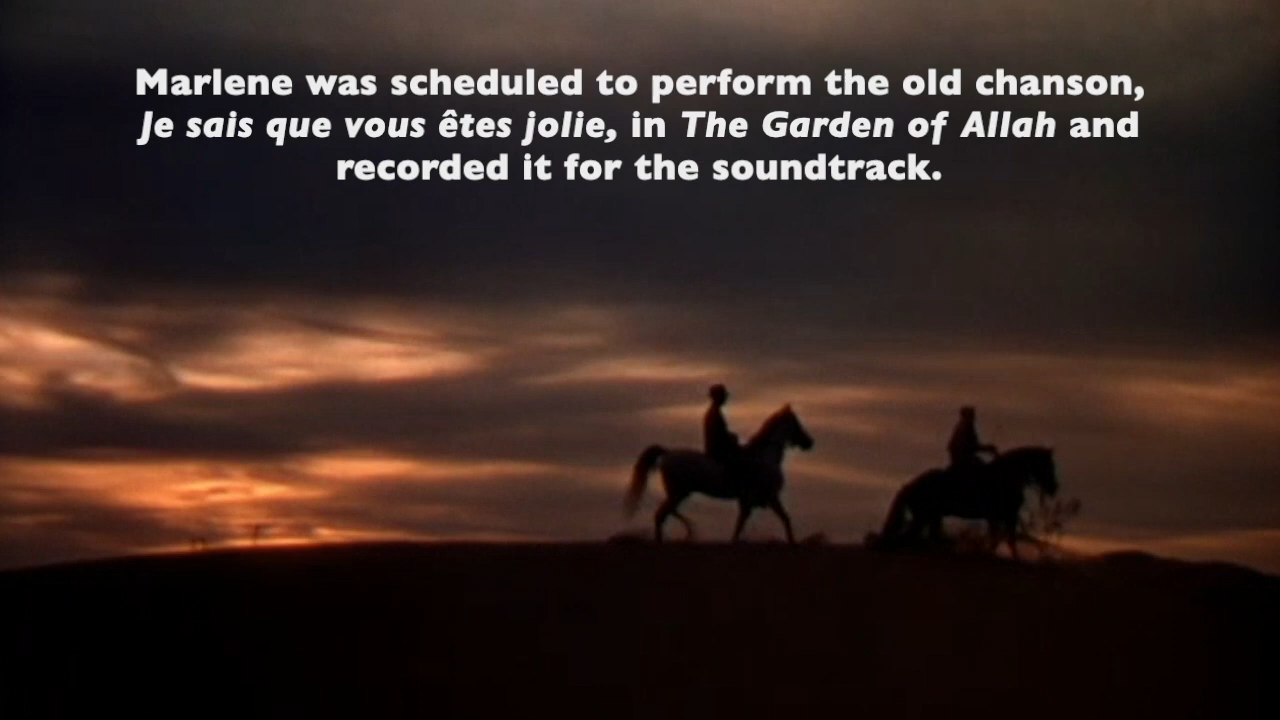 Marlene was scheduled to perform the old chanson,
Je sais que vous êtes jolie, in The Garden of Allah and
recorded it for the soundtrack.